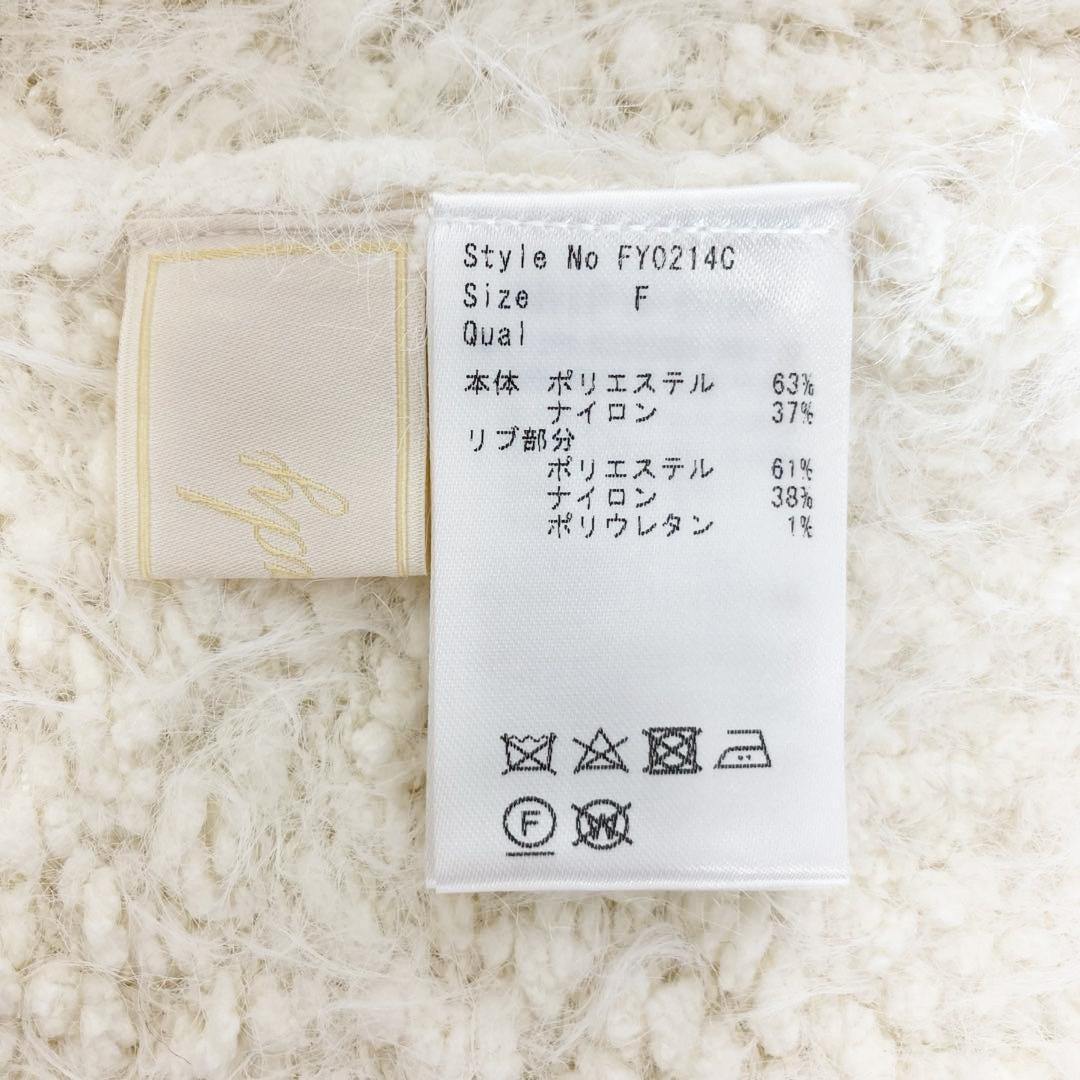 Style No FY0214C
Size F
Qual
本体 ポリエステル 63%
ナイロン 37%
リブ部分
ポリエステル 61%
ナイロン 38%
ポリウレタン 1%
F
W